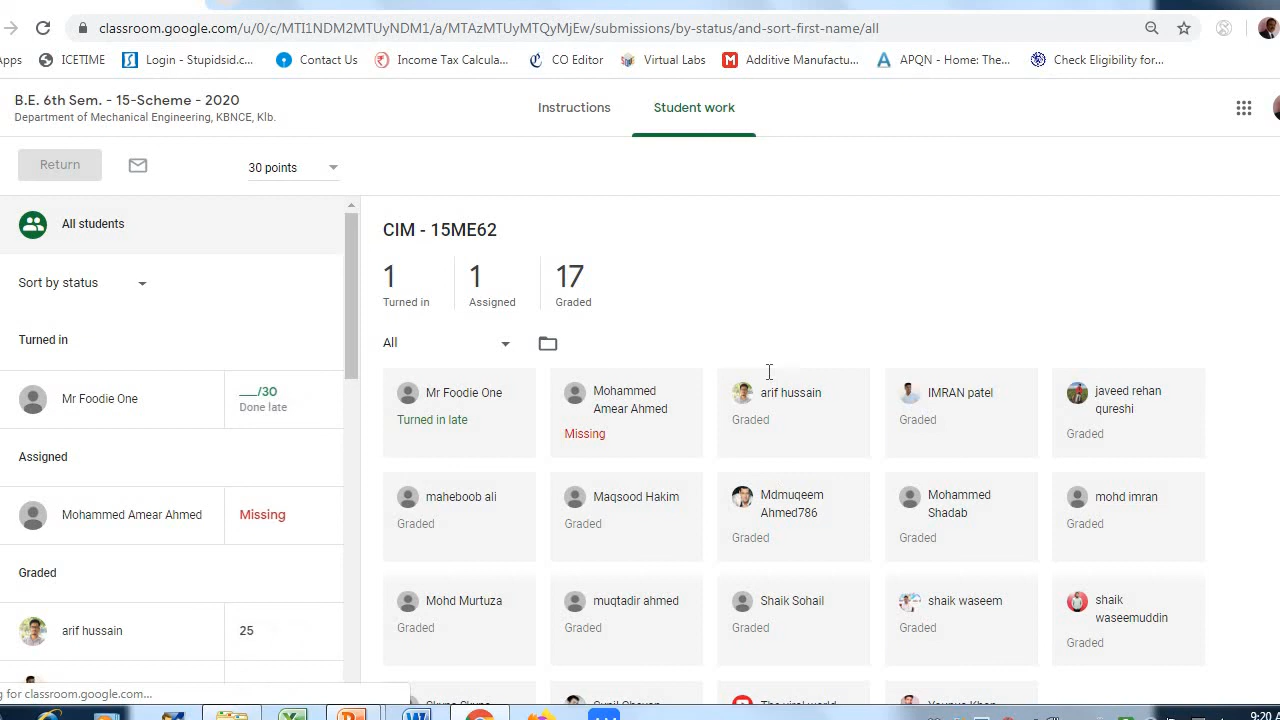 classroom.google.com/u/0/c/MTI1NDM2MTUyNDM1/a/MTAzMTUyMTQyMjEw/submissions/by-status/and-sort-first-name/all
Apps ICETIME Login - Stupidsid.c... Contact Us Income Tax Calcula... CO Editor Virtual Labs Additive Manufactu... APQN - Home: The... Check Eligibility for...
B.E. 6th Sem. - 15-Scheme - 2020
Department of Mechanical Engineering, KBNCE, Klb.
Instructions Student work
Return 30 points
All students
Sort by status
Turned in
Mr Foodie One
__/30
Done late
Assigned
Mohammed Amear Ahmed Missing
Graded
arif hussain 25
CIM - 15ME62
1 1 17
Turned in Assigned Graded
All
Mr Foodie One
Turned in late
Mohammed
Amear Ahmed
Missing
arif hussain
Graded
IMRAN patel
Graded
javeed rehan
qureshi
Graded
maheboob ali
Graded
Maqsood Hakim
Graded
Mdmuqeem
Ahmed786
Graded
Mohammed
Shadab
Graded
mohd imran
Graded
Mohd Murtuza
Graded
muqtadir ahmed
Graded
Shaik Sohail
Graded
shaik waseem
Graded
shaik
waseemuddin
Graded
The viral world
g for classroom.google.com...
9:20